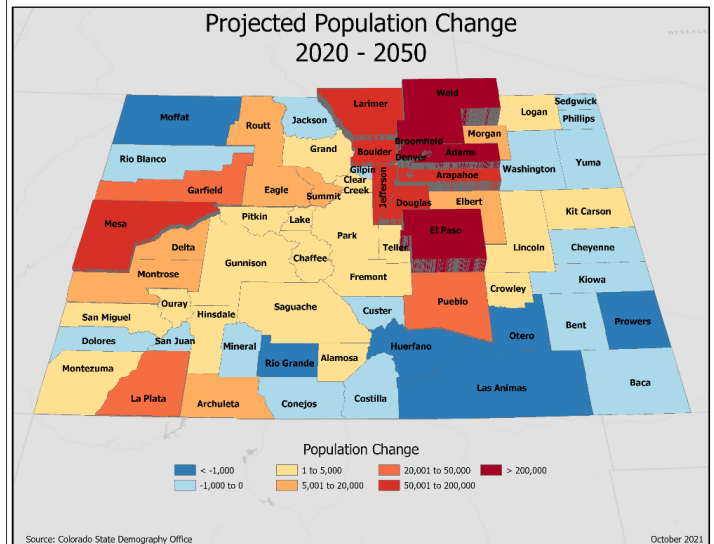 Projected Population Change
2020 - 2050
NEBRASKA
Moffat
Routt
Jackson
Larimer
Weld
Logan
Sedgwick
Phillips
Morgan
Grand
Boulder
Broomfield
Denver
Adams
Rio Blanco
Gilpin
Clear
Creek
Arapahoe
Washington
Yuma
Garfield
Eagle
Summit
Jefferson
Douglas
Elbert
Kit Carson
Mesa
Pitkin
Lake
Park
Teller
El Paso
Lincoln
Cheyenne
Delta
Gunnison
Chaffee
Fremont
Montrose
Crowley
Kiowa
Ouray
Hinsdale
Saguache
Custer
Pueblo
San Miguel
Otero
Bent
Prowers
Dolores
San Juan
Mineral
Rio Grande
Alamosa
Huerfano
Montezuma
La Plata
Archuleta
Conejos
Costilla
Las Animas
Baca
Population Change
< -1,000
1 to 5,000
20,001 to 50,000
> 200,000
-1,000 to 0
5,001 to 20,000
50,001 to 200,000
Source: Colorado State Demography Office
October 2021